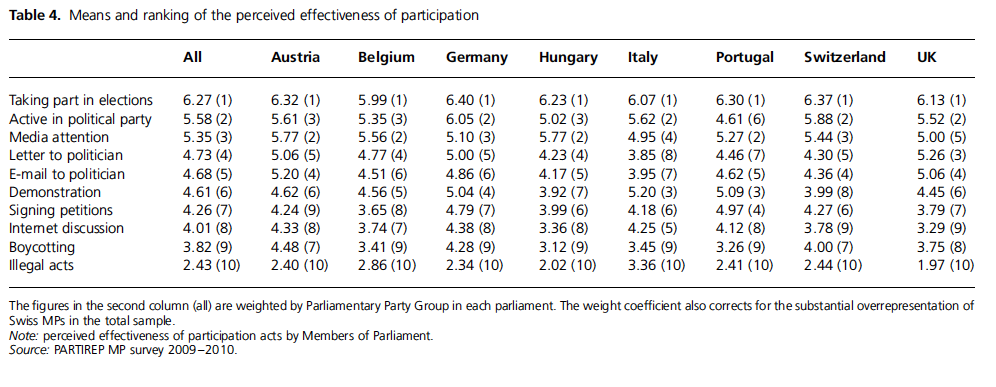 Table 4. Means and ranking of the perceived effectiveness of participation
All Austria Belgium Germany Hungary Italy Portugal Switzerland UK
Taking part in elections 6.27 (1) 6.32 (1) 5.99 (1) 6.40 (1) 6.23 (1) 6.07 (1) 6.30 (1) 6.37 (1) 6.13 (1)
Active in political party 5.58 (2) 5.61 (3) 5.35 (3) 6.05 (2) 5.02 (3) 5.62 (2) 4.61 (6) 5.88 (2) 5.52 (2)
Media attention 5.35 (3) 5.77 (2) 5.56 (2) 5.10 (3) 5.77 (2) 4.95 (4) 5.27 (2) 5.44 (3) 5.00 (5)
Letter to politician 4.73 (4) 5.06 (5) 4.77 (4) 5.00 (5) 4.23 (4) 3.85 (8) 4.46 (7) 4.30 (5) 5.26 (3)
E-mail to politician 4.68 (5) 5.20 (4) 4.51 (6) 4.86 (6) 4.17 (5) 3.95 (7) 4.62 (5) 4.36 (4) 5.06 (4)
Demonstration 4.61 (6) 4.62 (6) 4.56 (5) 5.04 (4) 3.92 (7) 5.20 (3) 5.09 (3) 3.99 (8) 4.45 (6)
Signing petitions 4.26 (7) 4.24 (9) 3.65 (8) 4.79 (7) 3.99 (6) 4.18 (6) 4.97 (4) 4.27 (6) 3.79 (7)
Internet discussion 4.01 (8) 4.33 (8) 3.74 (7) 4.38 (8) 3.36 (8) 4.25 (5) 4.12 (8) 3.78 (9) 3.29 (9)
Boycotting 3.82 (9) 4.48 (7) 3.41 (9) 4.28 (9) 3.12 (9) 3.45 (9) 3.26 (9) 4.00 (7) 3.75 (8)
Illegal acts 2.43 (10) 2.40 (10) 2.86 (10) 2.34 (10) 2.02 (10) 3.36 (10) 2.41 (10) 2.44 (10) 1.97 (10)
The figures in the second column (all) are weighted by Parliamentary Party Group in each parliament. The weight coefficient also corrects for the substantial overrepresentation of
Swiss MPs in the total sample.
Note: perceived effectiveness of participation acts by Members of Parliament.
Source: PARTIREP MP survey 2009–2010.